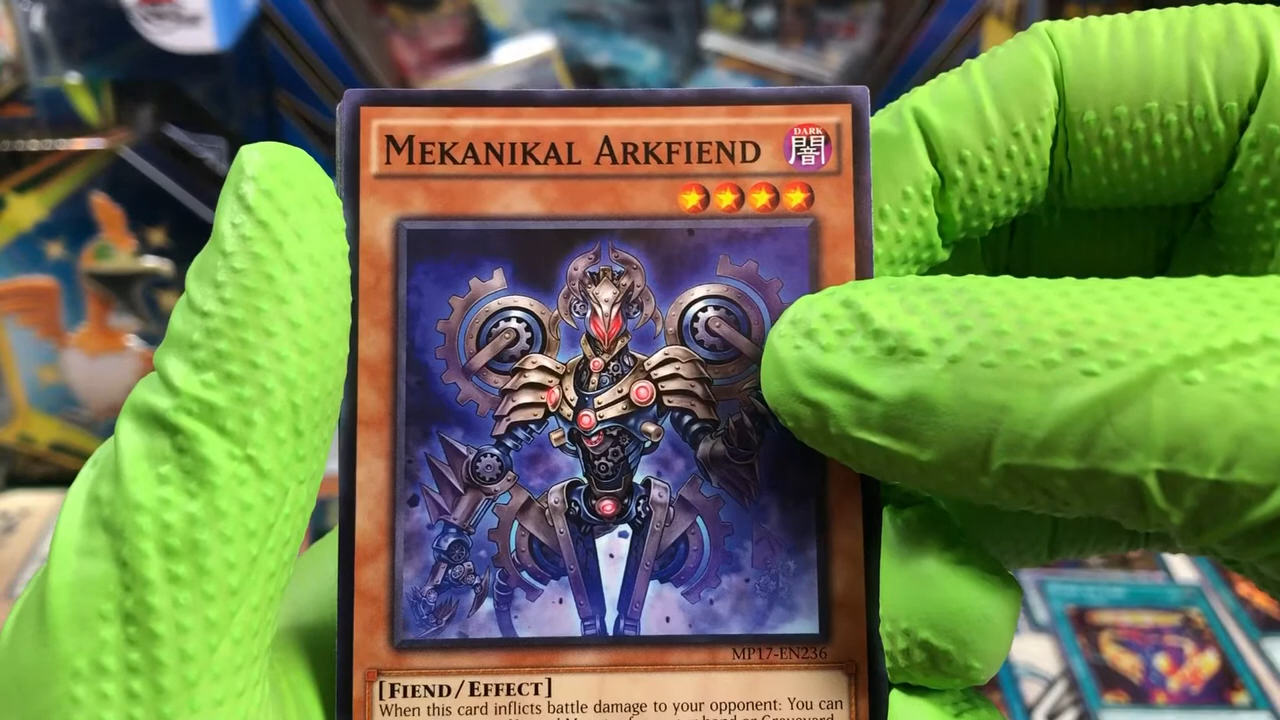 MEKANIKAL ARKFIEND
DARK
闇
MP17-EN236
[FIEND/EFFECT]
When this card inflicts battle damage to your opponent: You can